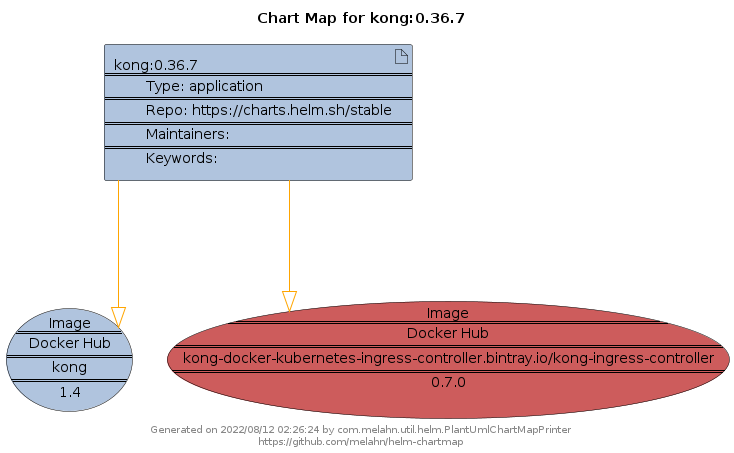 Chart Map for kong:0.36.7
kong:0.36.7
Type: application
Repo: https://charts.helm.sh/stable
Maintainers:
Keywords:
Image
Docker Hub
kong
1.4
Image
Docker Hub
kong-docker-kubernetes-ingress-controller.bintray.io/kong-ingress-controller
0.7.0
Generated on 2022/08/12 02:26:24 by com.melahn.util.helm.PlantUmlChartMapPrinter
https://github.com/melahn/helm-chartmap